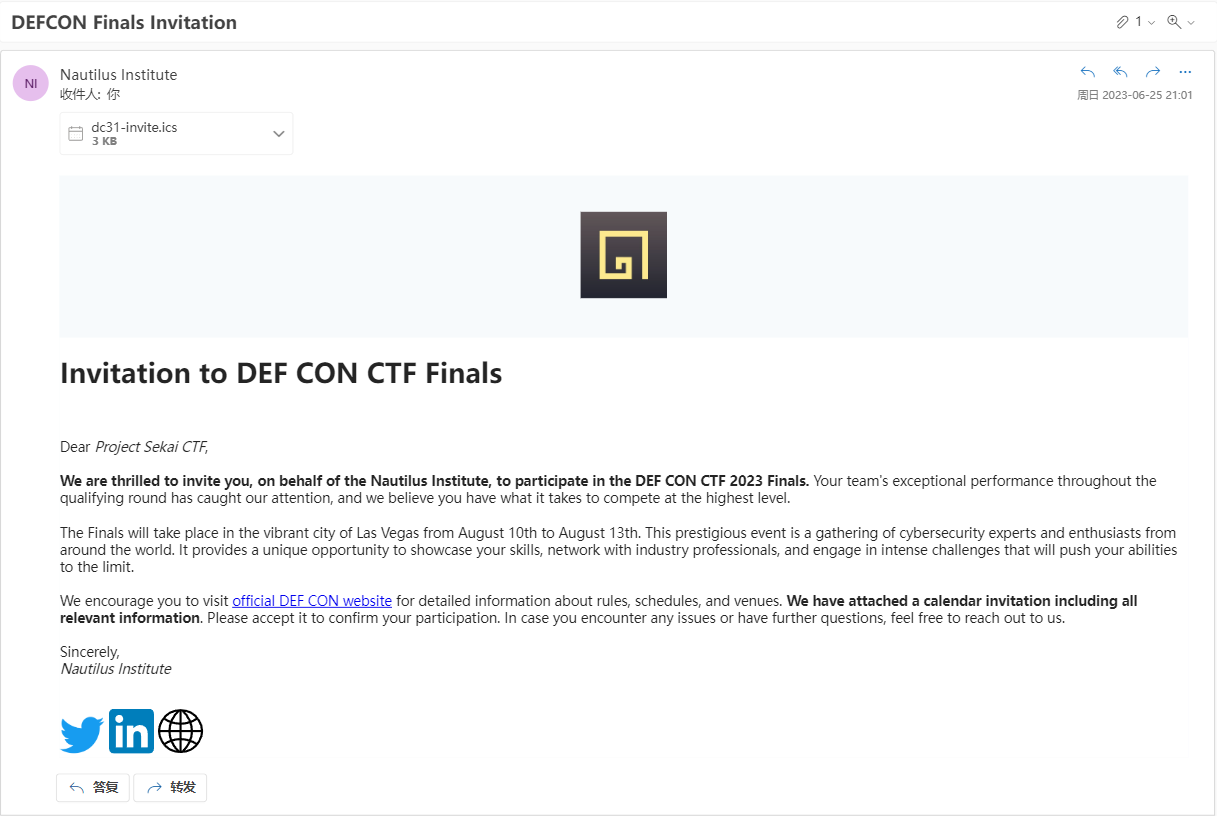 DEFCON Finals Invitation
1
NI
Nautilus Institute
收件人: 你
周日 2023-06-25 21:01
dc31-invite.ics
3 KB
Invitation to DEF CON CTF Finals
Dear Project Sekai CTF,
We are thrilled to invite you, on behalf of the Nautilus Institute, to participate in the DEF CON CTF 2023 Finals. Your team's exceptional performance throughout the
qualifying round has caught our attention, and we believe you have what it takes to compete at the highest level.
The Finals will take place in the vibrant city of Las Vegas from August 10th to August 13th. This prestigious event is a gathering of cybersecurity experts and enthusiasts from
around the world. It provides a unique opportunity to showcase your skills, network with industry professionals, and engage in intense challenges that will push your abilities
to the limit.
We encourage you to visit official DEF CON website for detailed information about rules, schedules, and venues. We have attached a calendar invitation including all
relevant information. Please accept it to confirm your participation. In case you encounter any issues or have further questions, feel free to reach out to us.
Sincerely,
Nautilus Institute
in
答复
转发